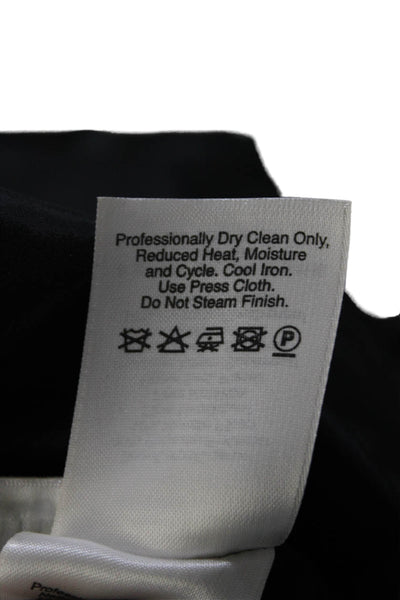 Professionally Dry Clean Only,
Reduced Heat, Moisture
and Cycle. Cool Iron.
Use Press Cloth.
Do Not Steam Finish.
P